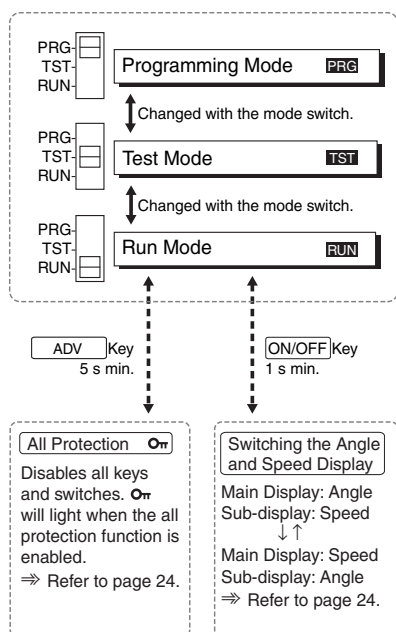 PRG
TST
RUN
Programming Mode PRG
Changed with the mode switch.
PRG
TST
RUN
Test Mode TST
Changed with the mode switch.
PRG
TST
RUN
Run Mode RUN
ADV Key
5 s min.
ON/OFF Key
1 s min.
All Protection
Disables all keys
and switches.
will light when the all
protection function is
enabled.
⇒ Refer to page 24.
Switching the Angle
and Speed Display
Main Display: Angle
Sub-display: Speed
↓↑
Main Display: Speed
Sub-display: Angle
⇒ Refer to page 24.